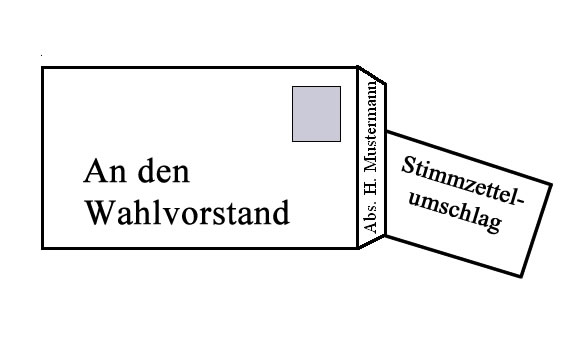 An den
Wahlvorstand
Abs. H. Mustermann
Stimmzettel-
umschlag